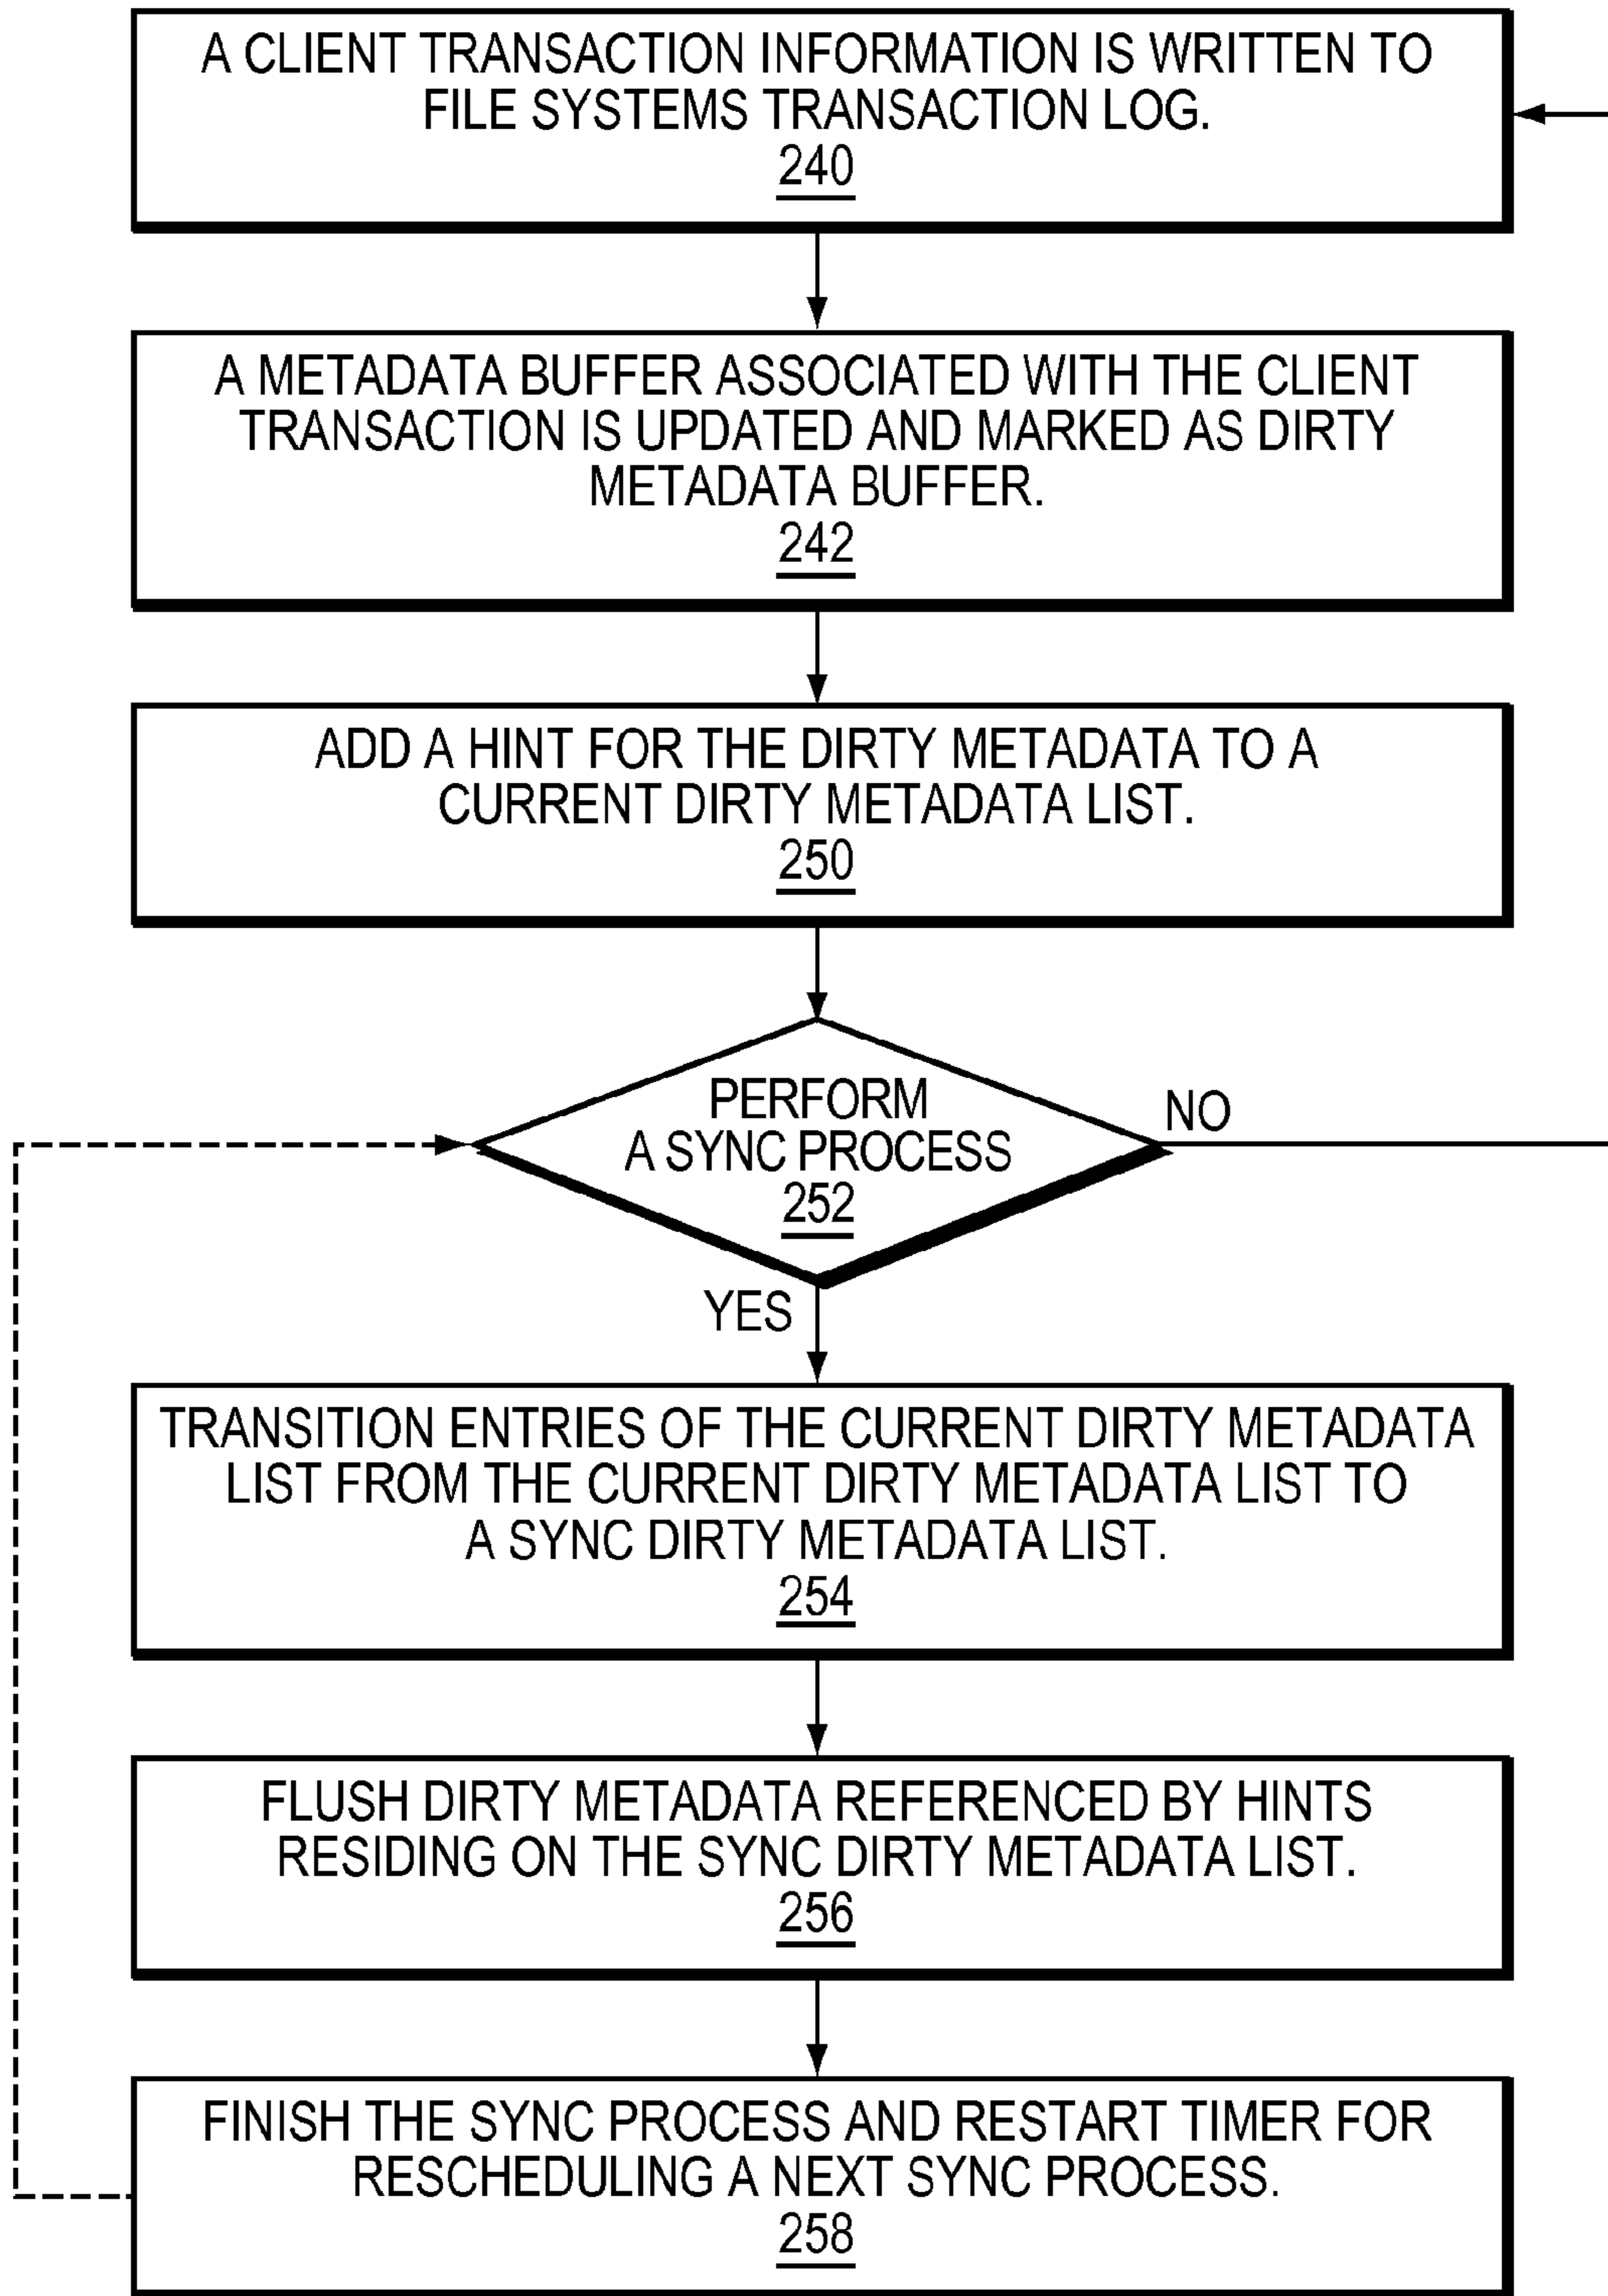 A CLIENT TRANSACTION INFORMATION IS WRITTEN TO
FILE SYSTEMS TRANSACTION LOG.
240
A METADATA BUFFER ASSOCIATED WITH THE CLIENT
TRANSACTION IS UPDATED AND MARKED AS DIRTY
METADATA BUFFER.
242
ADD A HINT FOR THE DIRTY METADATA TO A
CURRENT DIRTY METADATA LIST.
250
PERFORM
A SYNC PROCESS
252
NO
YES
TRANSITION ENTRIES OF THE CURRENT DIRTY METADATA
LIST FROM THE CURRENT DIRTY METADATA LIST TO
A SYNC DIRTY METADATA LIST.
254
FLUSH DIRTY METADATA REFERENCED BY HINTS
RESIDING ON THE SYNC DIRTY METADATA LIST.
256
FINISH THE SYNC PROCESS AND RESTART TIMER FOR
RESCHEDULING A NEXT SYNC PROCESS.
258